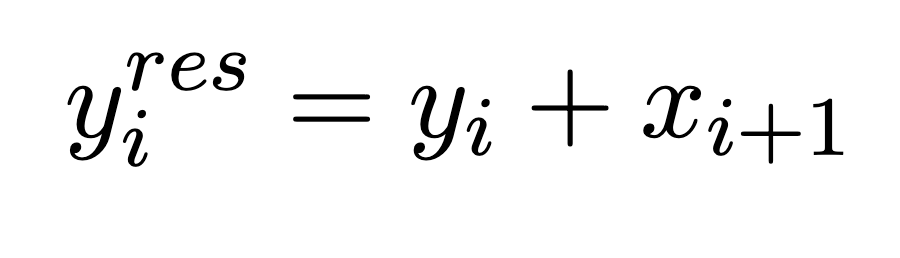 y_i^{res} = y_i + x_{i+1}